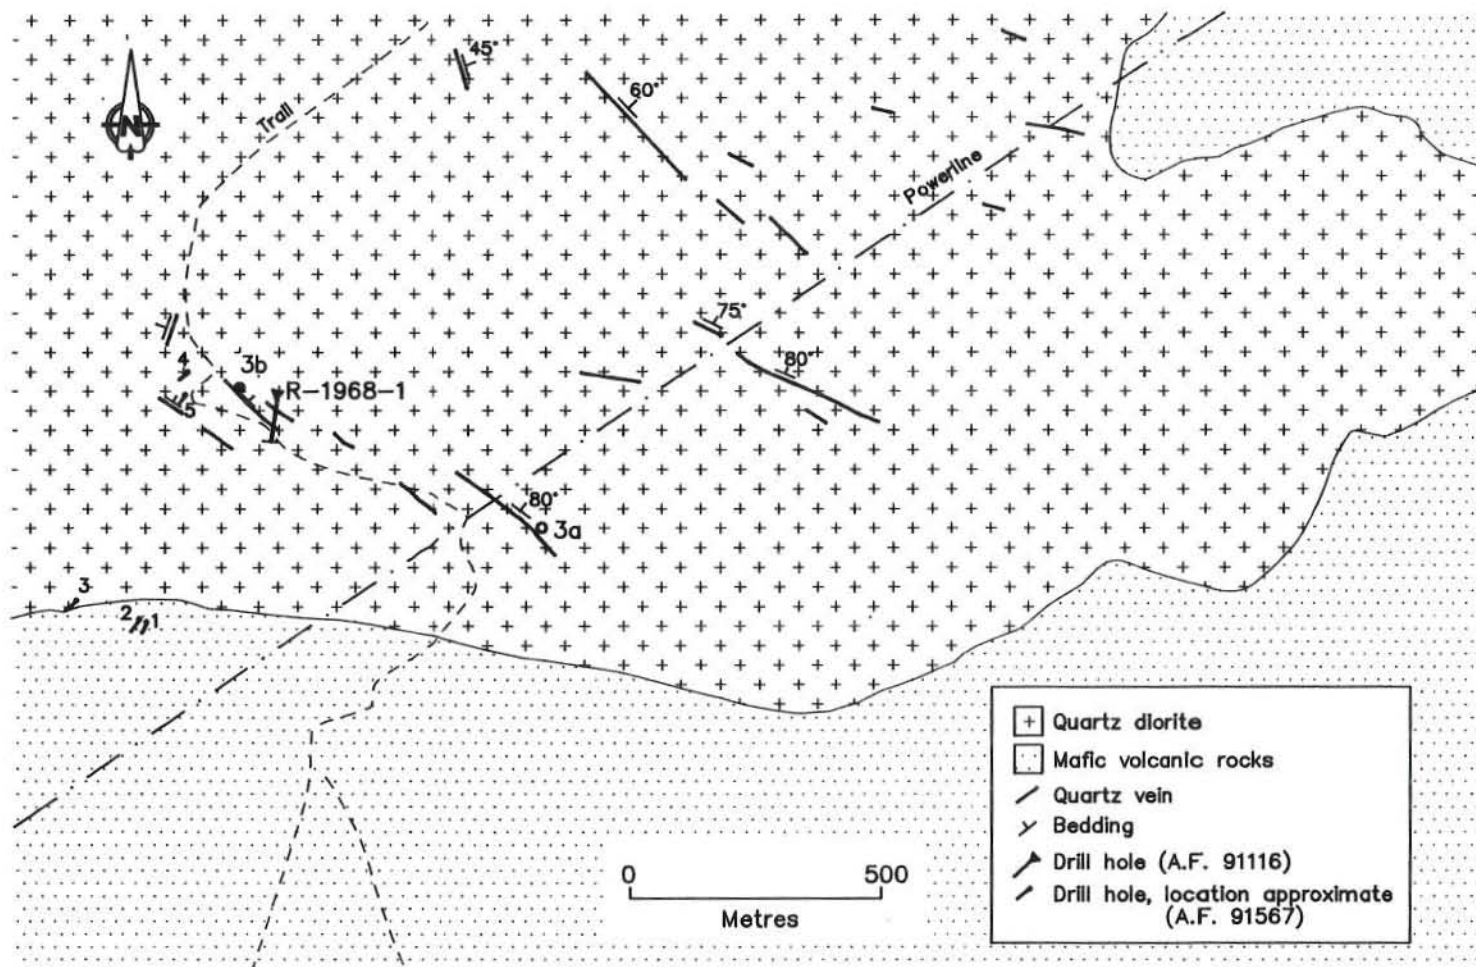 45°
60°
N
Trail
Powerline
75°
80°
4
3b
R-1968-1
5
80°
3a
3
2
1
Quartz diorite
Mafic volcanic rocks
Quartz vein
Bedding
Drill hole (A.F. 91116)
Drill hole, location approximate
(A.F. 91567)
0 500
Metres